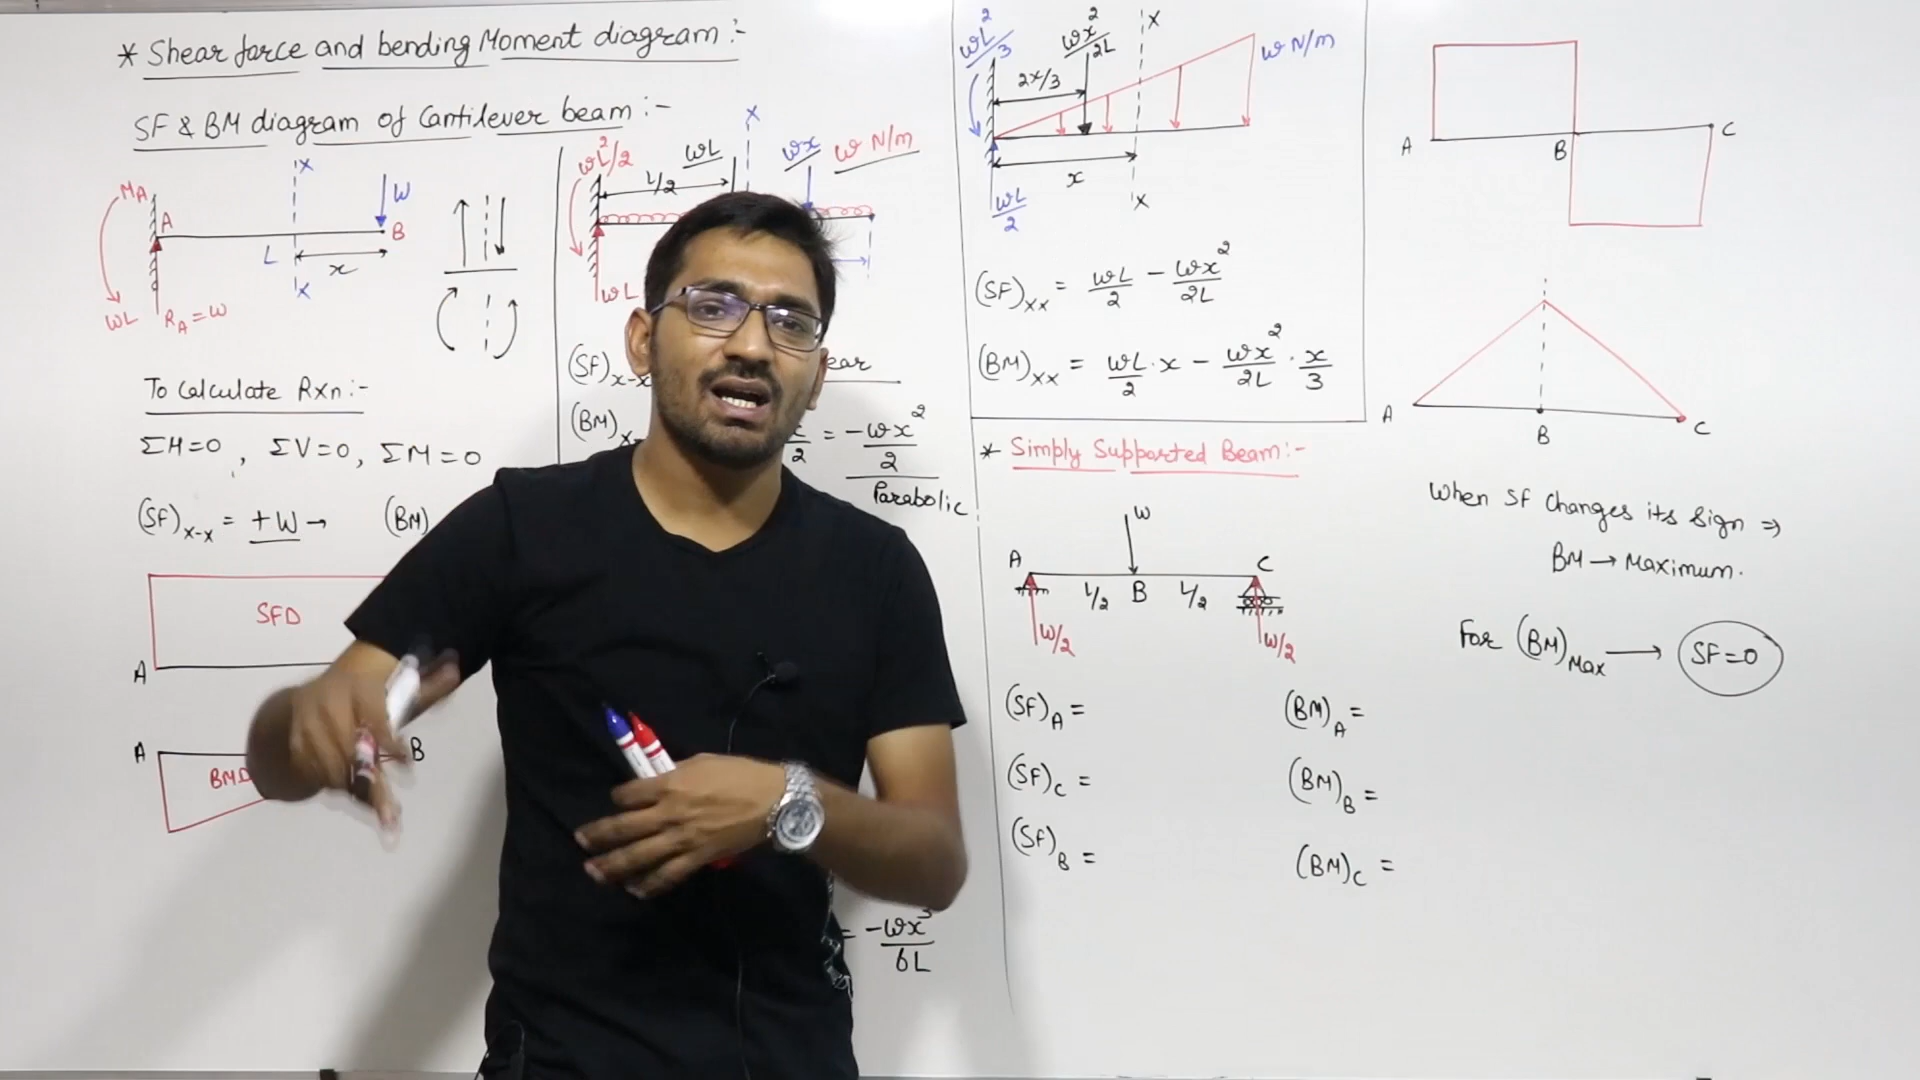 * Shear force and bending Moment diagram :-
SF & BM diagram of Cantilever beam :-
x
W
M_A
A
B
L
x
x
WL
R_A = W
To Calculate Rxn :-
ΣH=0 , ΣV=0, ΣM=0
(SF)x-x = +W →
(BM)
SFD
A
A
B
BMD
x
wL²/2
wL
L/2
wx
w N/m
wL
(SF)x-x
ear
(BM)x-
x/2 = -wx²/2
Parabolic
= -wx³/6L
wL²/3
wx²/2L
x
w N/m
2x/3
x
x
wL/2
(SF)xx = wL/2 - wx²/2L
(BM)xx = wL/2 · x - wx²/2L · x/3
* Simply Supported Beam :-
W
A
C
L/2
B
L/2
W/2
W/2
(SF)A =
(BM)A =
(SF)C =
(BM)B =
(SF)B =
(BM)C =
A
B
C
A
B
C
When SF Changes its Sign ⇒
BM → Maximum.
For (BM)Max → SF=0